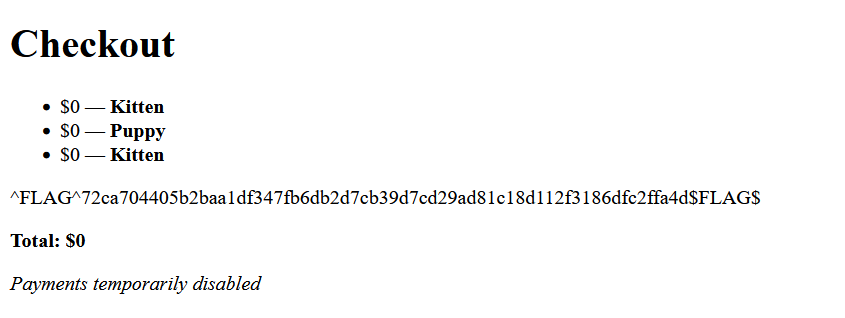 Checkout
• $0 — Kitten
• $0 — Puppy
• $0 — Kitten
^FLAG^72ca704405b2baa1df347fb6db2d7cb39d7cd29ad81c18d112f3186dfc2ffa4d$FLAG$
Total: $0
Payments temporarily disabled